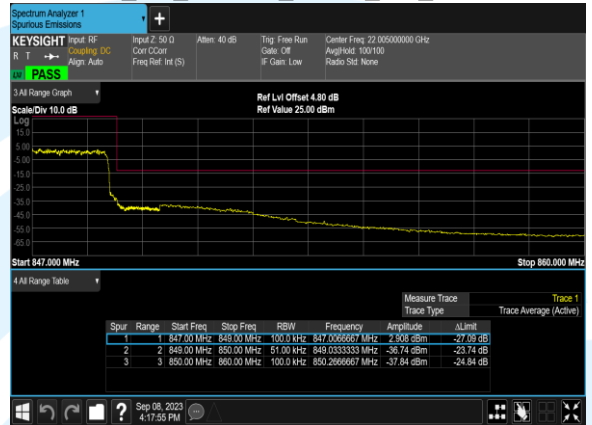 Spectrum Analyzer 1
Spurious Emissions
+
KEYSIGHT Input: RF Input Z: 50 Ω Atten: 40 dB Trig: Free Run Center Freq: 22.005000000 GHz
R T Coupling: DC Corr CCorr Gate: Off Avg|Hold: 100/100
Align: Auto Freq Ref: Int (S) IF Gain: Low Radio Std: None
LW PASS
3 All Range Graph
Ref Lvl Offset 4.80 dB
Scale/Div 10.0 dB Ref Value 25.00 dBm
Log
15.0
5.00
-5.00
-15.0
-25.0
-35.0
-45.0
-55.0
-65.0
Start 847.000 MHz Stop 860.000 MHz
4 All Range Table
Measure Trace Trace 1
Trace Type Trace Average (Active)
Spur Range Start Freq Stop Freq RBW Frequency Amplitude ΔLimit
1 1 847.00 MHz 849.00 MHz 100.0 kHz 847.0066667 MHz 2.908 dBm -27.09 dB
2 2 849.00 MHz 850.00 MHz 51.00 kHz 849.0333333 MHz -36.74 dBm -23.74 dB
3 3 850.00 MHz 860.00 MHz 100.0 kHz 850.2666667 MHz -37.84 dBm -24.84 dB
? Sep 08, 2023
4:17:55 PM